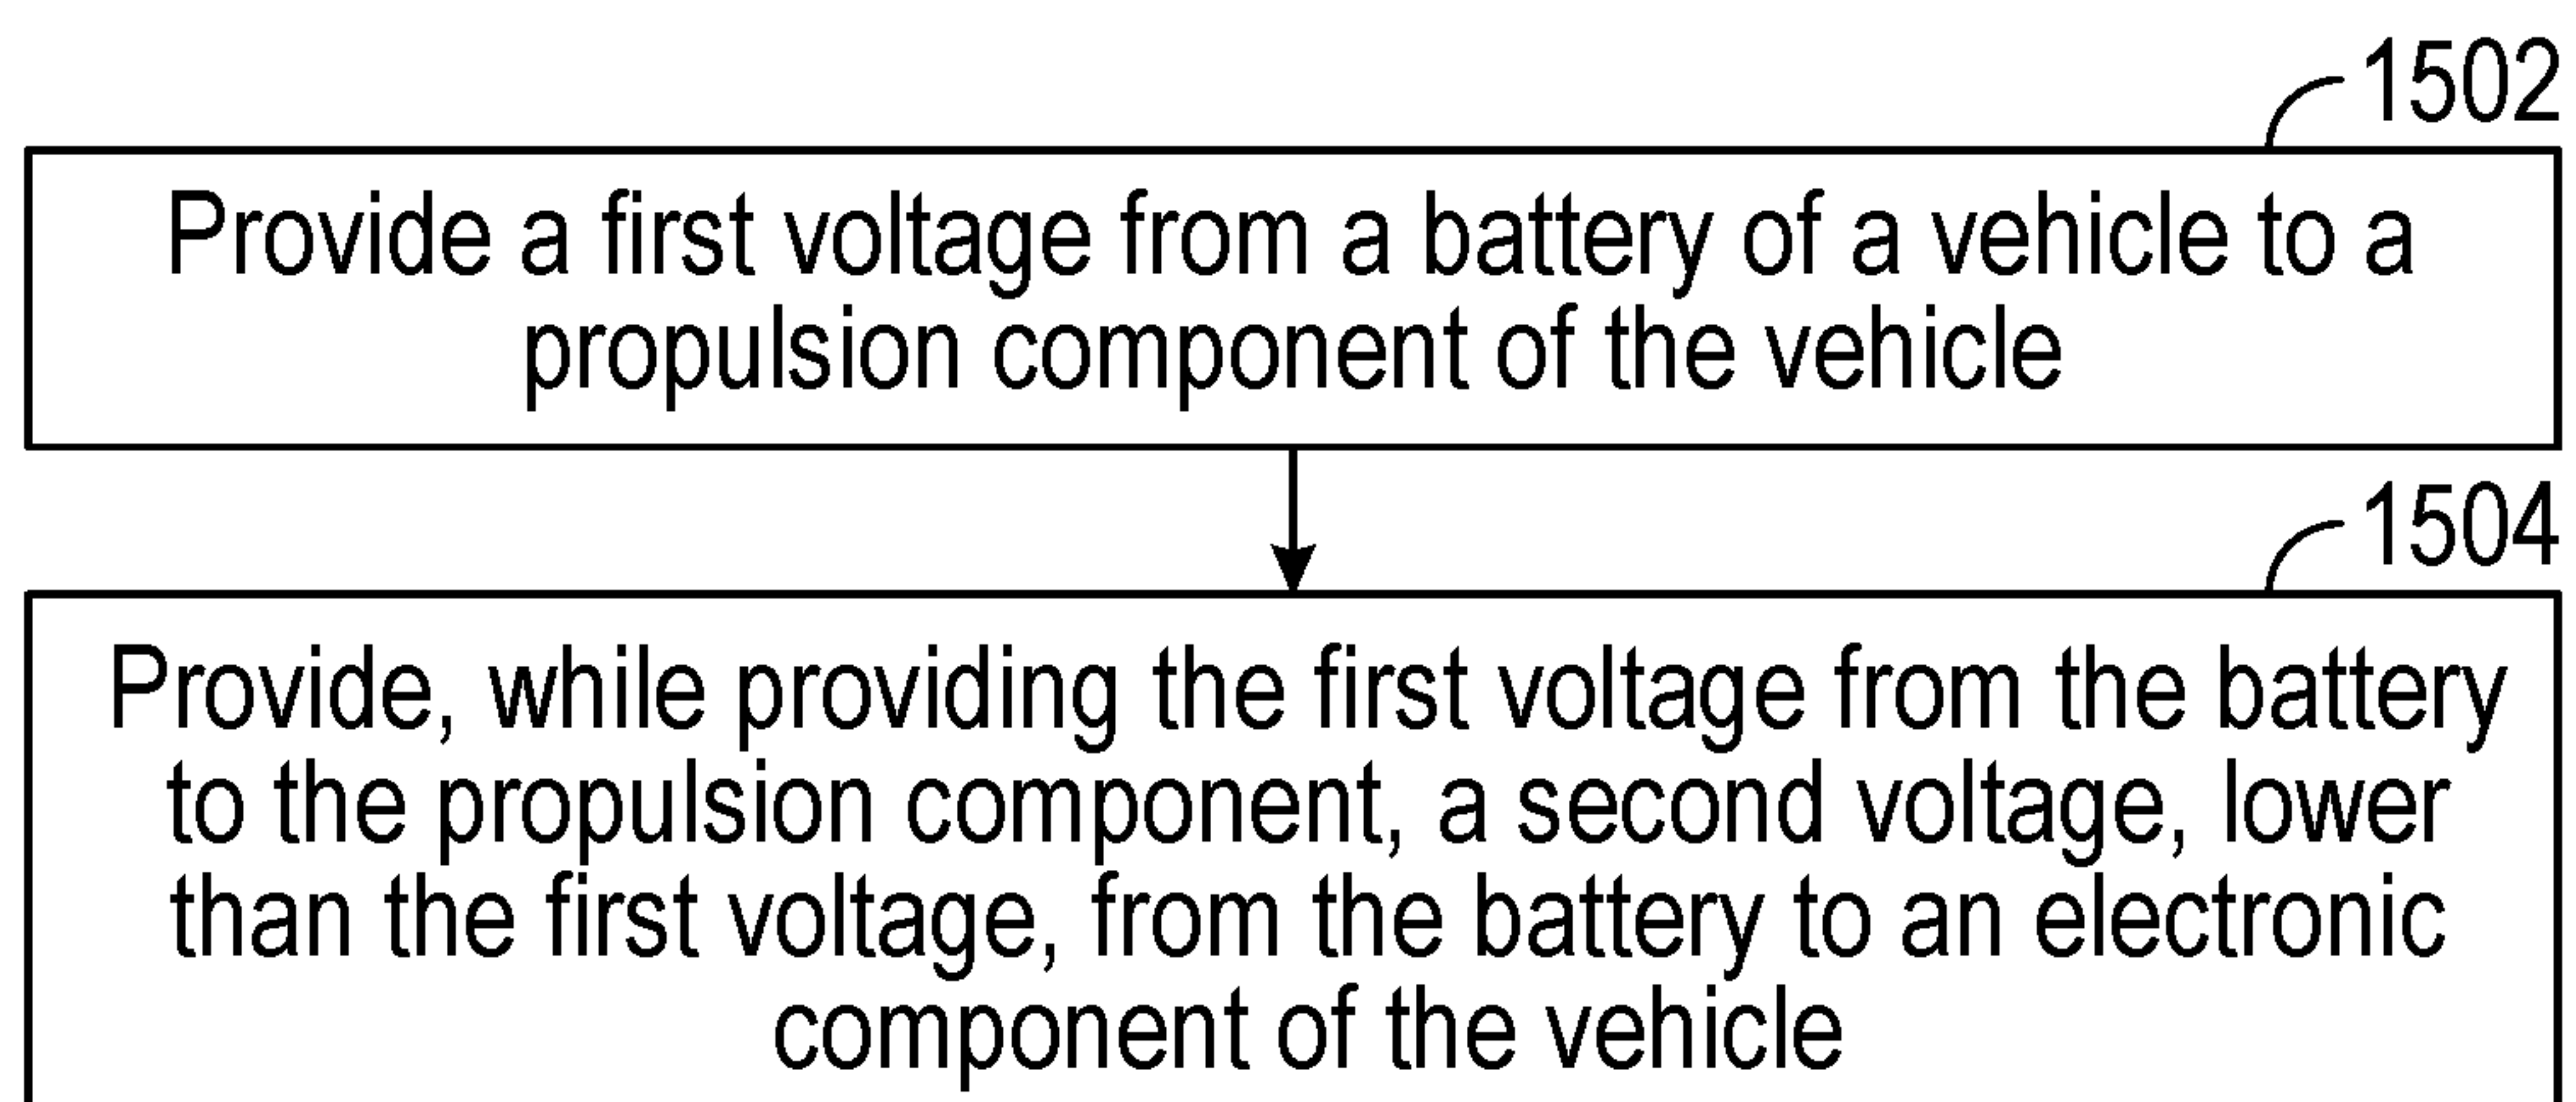 1502
Provide a first voltage from a battery of a vehicle to a
propulsion component of the vehicle
1504
Provide, while providing the first voltage from the battery
to the propulsion component, a second voltage, lower
than the first voltage, from the battery to an electronic
component of the vehicle